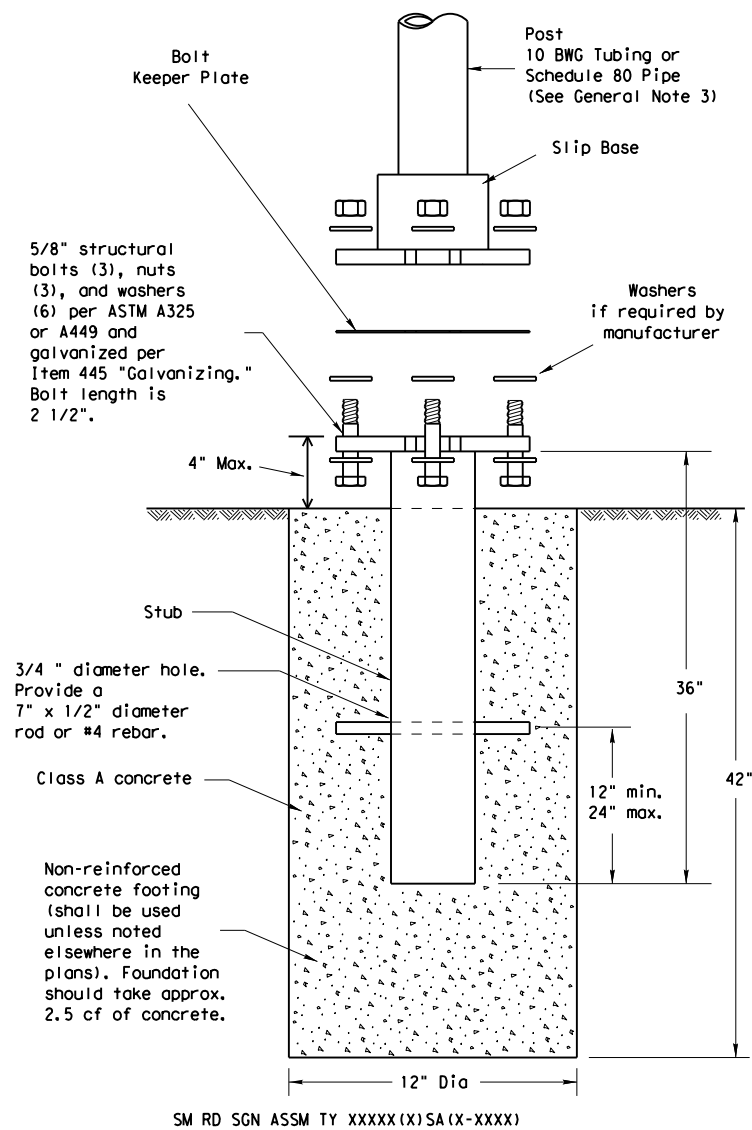 Bolt
Keeper Plate
Post
10 BWG Tubing or
Schedule 80 Pipe
(See General Note 3)
Slip Base
5/8" structural
bolts (3), nuts
(3), and washers
(6) per ASTM A325
or A449 and
galvanized per
Item 445 "Galvanizing."
Bolt length is
2 1/2".
Washers
if required by
manufacturer
4" Max.
Stub
3/4 " diameter hole.
Provide a
7" x 1/2" diameter
rod or #4 rebar.
36"
Class A concrete
12" min.
24" max.
42"
Non-reinforced
concrete footing
(shall be used
unless noted
elsewhere in the
plans). Foundation
should take approx.
2.5 cf of concrete.
12" Dia
SM RD SGN ASSM TY XXXXX(X)SA(X-XXXX)